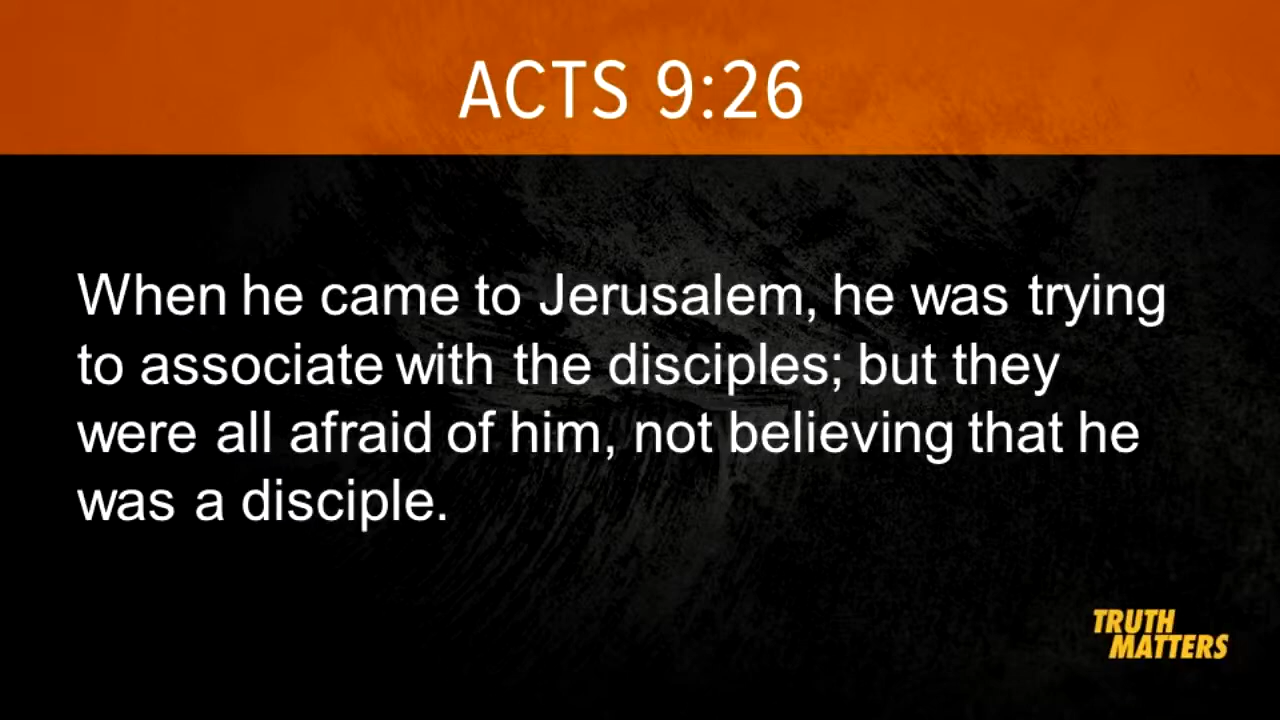 ACTS 9:26
When he came to Jerusalem, he was trying
to associate with the disciples; but they
were all afraid of him, not believing that he
was a disciple.
TRUTH
MATTERS